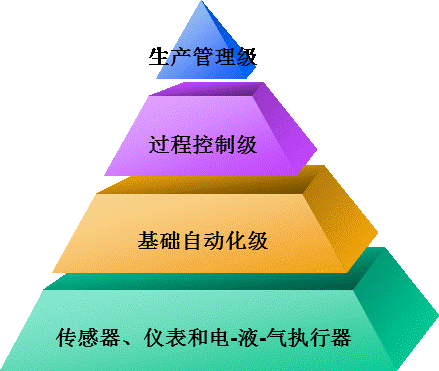 生产管理级
过程控制级
基础自动化级
传感器、仪表和电-液-气执行器